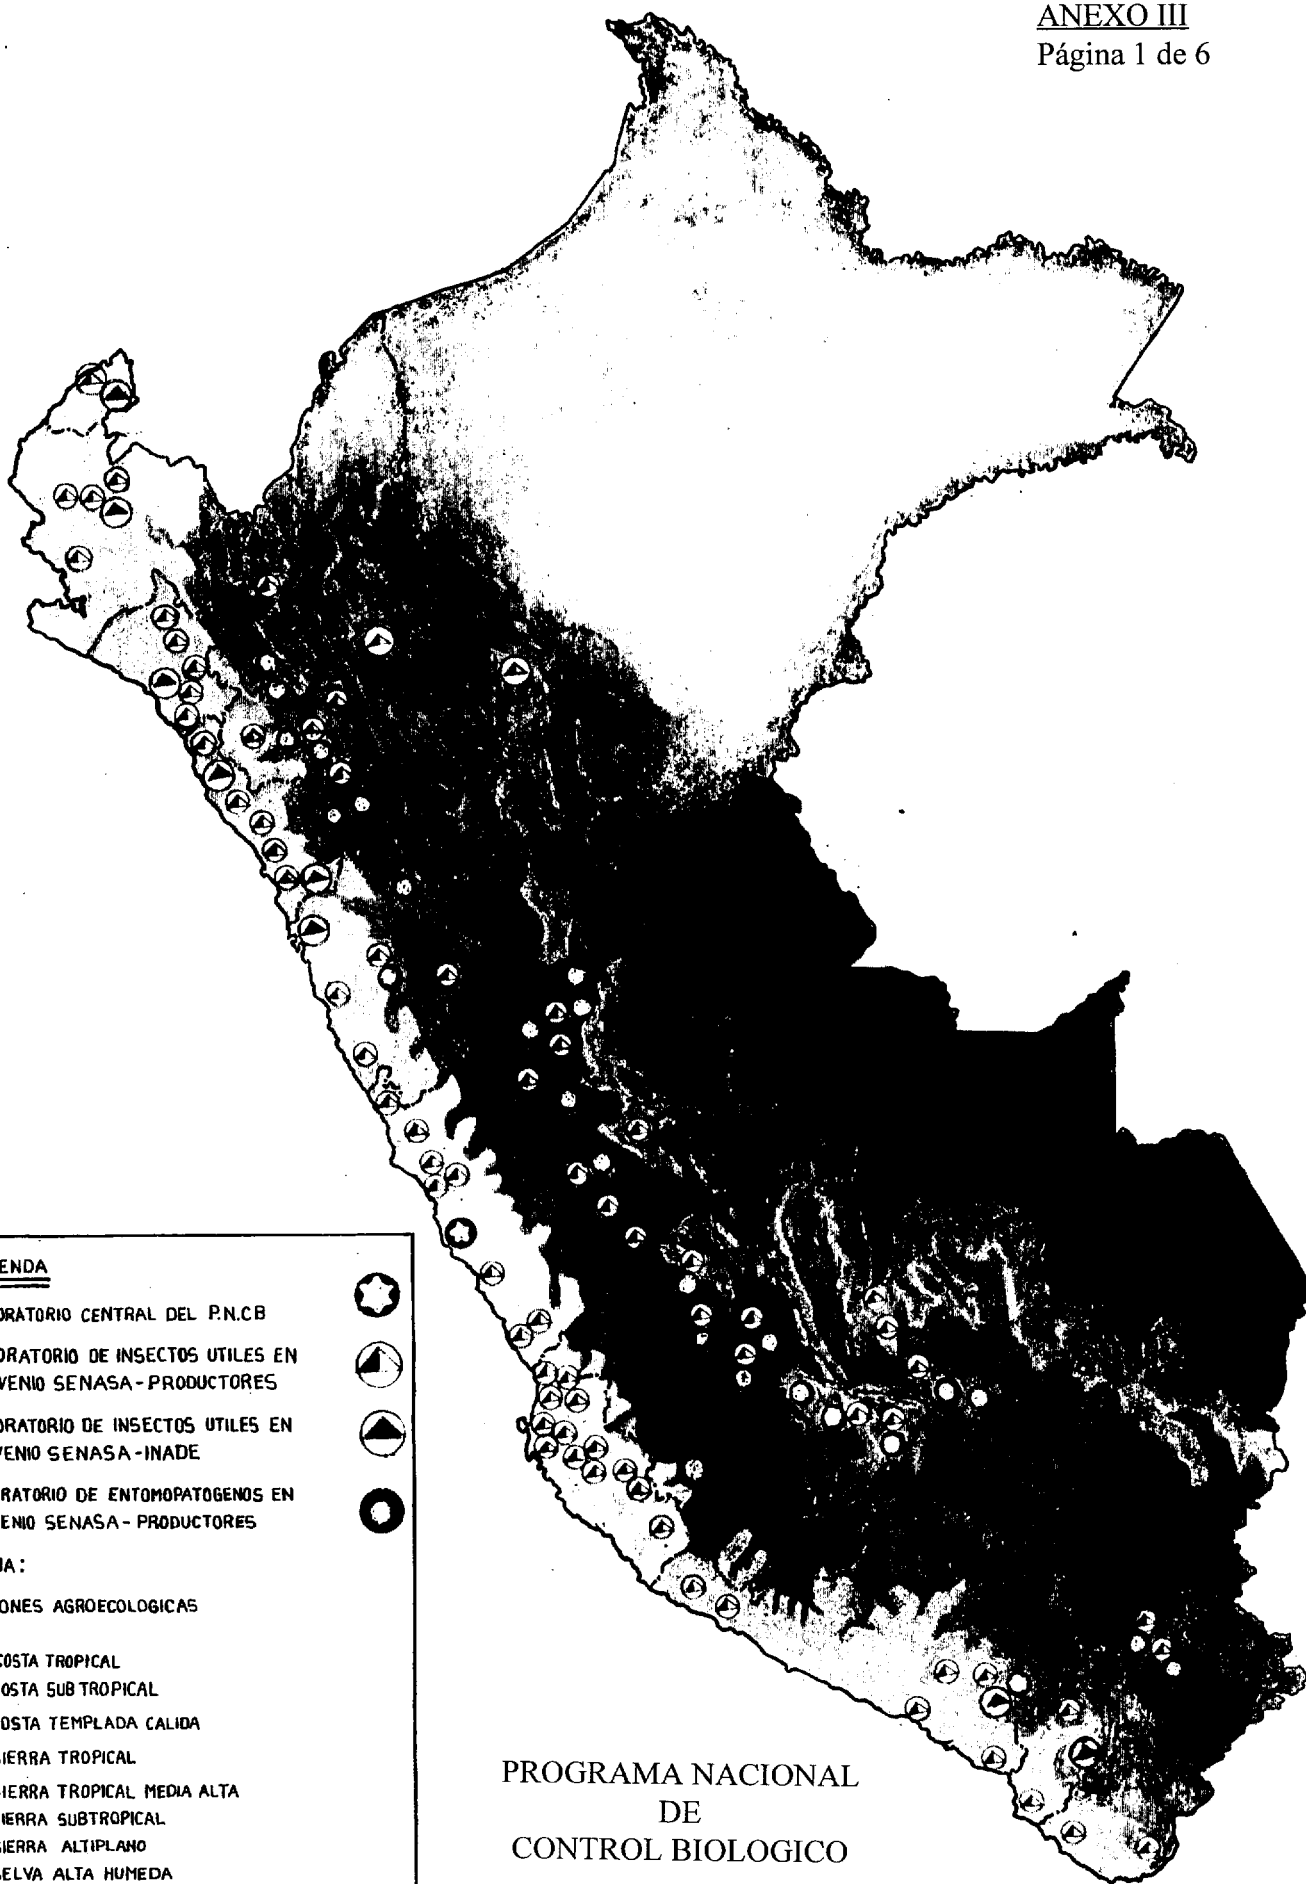 ANEXO III
Página 1 de 6
ENDA
ORATORIO CENTRAL DEL P.N.CB
ORATORIO DE INSECTOS UTILES EN
VENIO SENASA-PRODUCTORES
ORATORIO DE INSECTOS UTILES EN
VENIO SENASA-INADE
RATORIO DE ENTOMOPATOGENOS EN
ENIO SENASA- PRODUCTORES
A:
ONES AGROECOLOGICAS
COSTA TROPICAL
OSTA SUB TROPICAL
OSTA TEMPLADA CALIDA
IERRA TROPICAL
IERRA TROPICAL MEDIA ALTA
IERRA SUBTROPICAL
IERRA ALTIPLANO
ELVA ALTA HUMEDA
PROGRAMA NACIONAL
DE
CONTROL BIOLOGICO